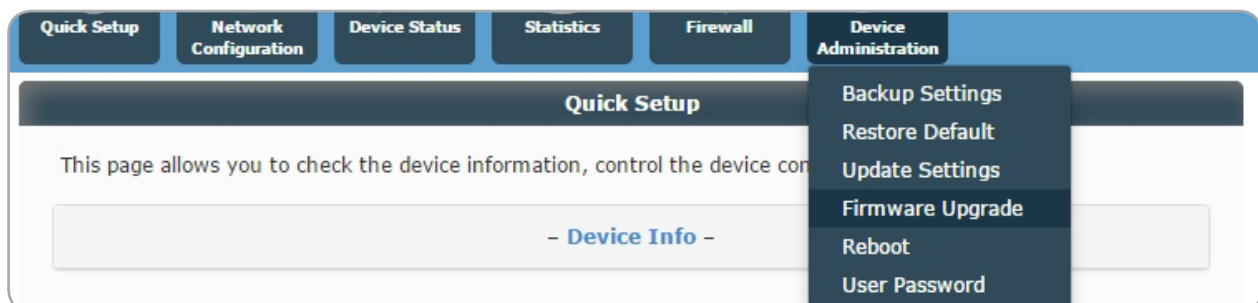 Quick Setup
Network
Configuration
Device Status
Statistics
Firewall
Device
Administration
Quick Setup
This page allows you to check the device information, control the device
– Device Info –
Backup Settings
Restore Default
Update Settings
Firmware Upgrade
Reboot
User Password